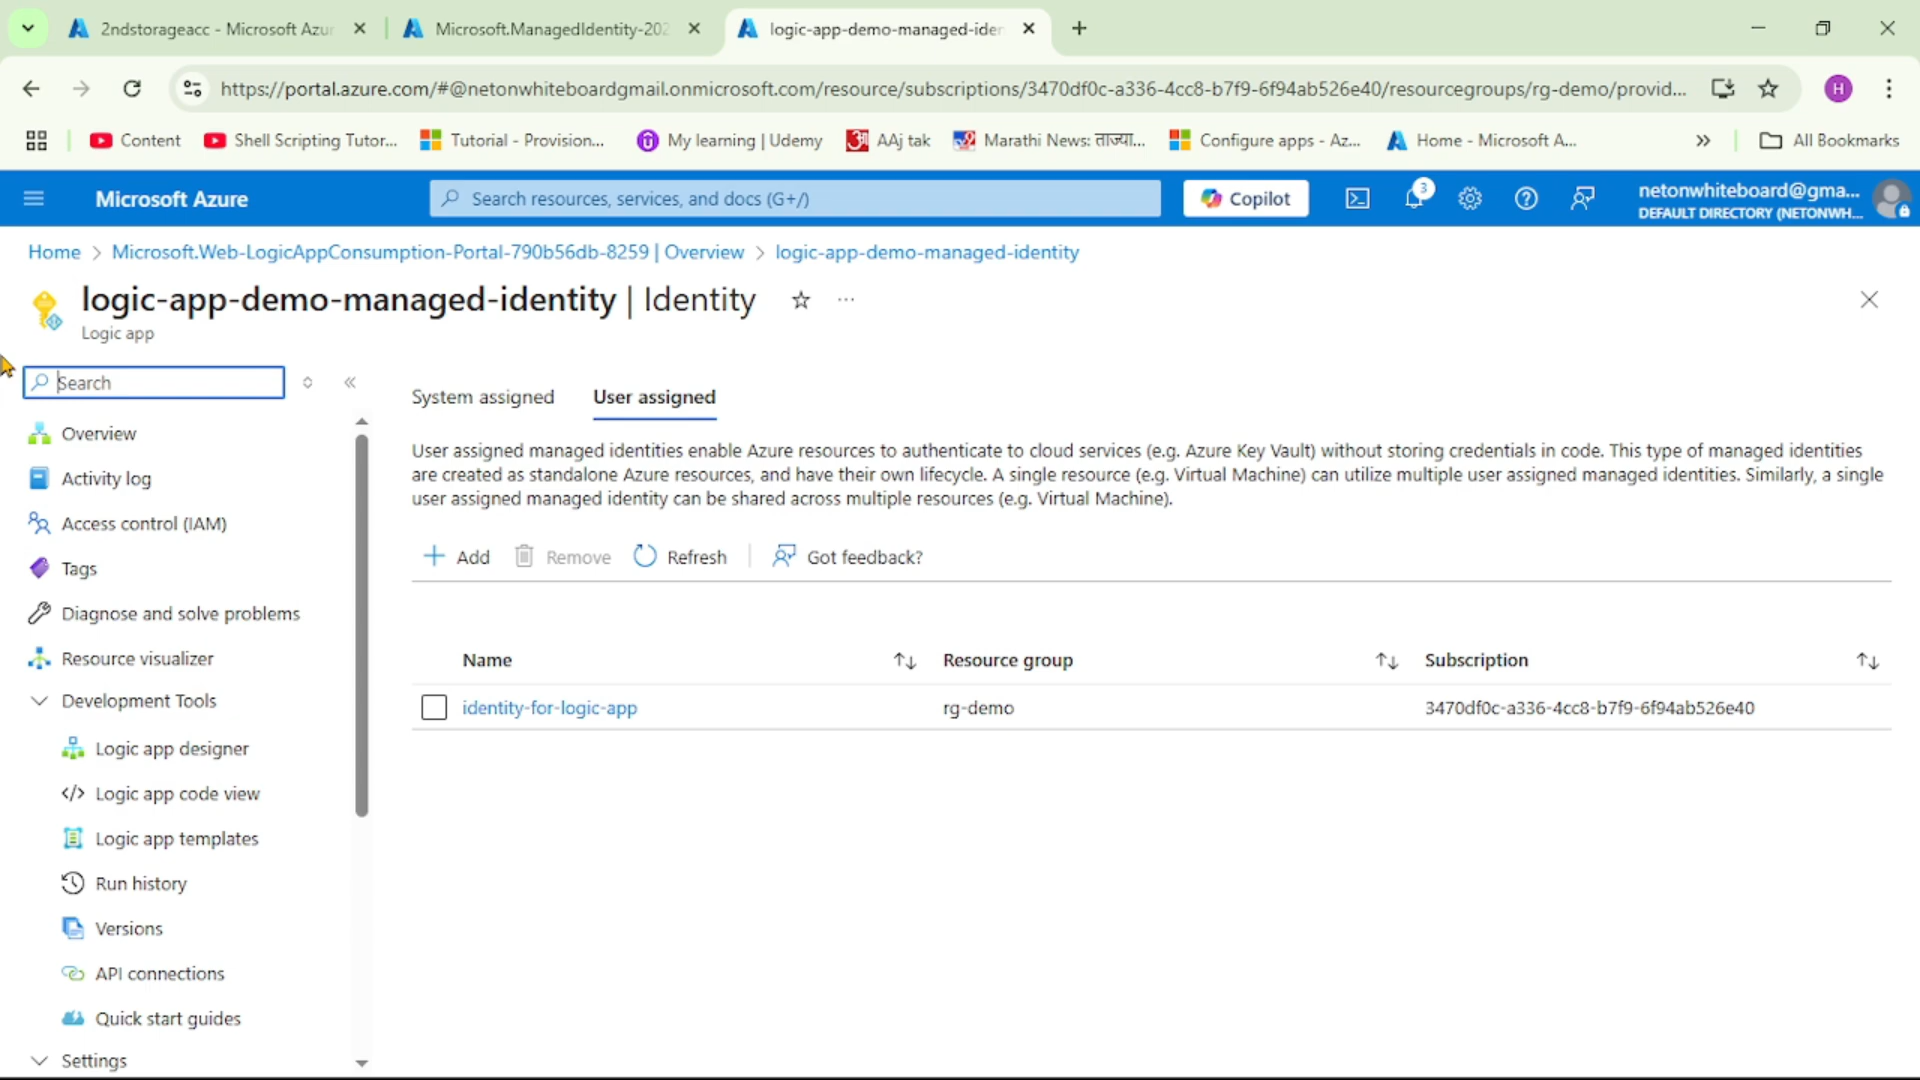 2ndstorageacc - Microsoft Azur
Microsoft.ManagedIdentity-202
logic-app-demo-managed-iden
https://portal.azure.com/#@netonwhiteboardgmail.onmicrosoft.com/resource/subscriptions/3470df0c-a336-4cc8-b7f9-6f94ab526e40/resourcegroups/rg-demo/provid...
Content
Shell Scripting Tutor...
Tutorial - Provision...
My learning | Udemy
AAj tak
Marathi News: ताज्या...
Configure apps - Az...
Home - Microsoft A...
»
All Bookmarks
H
Microsoft Azure
Search resources, services, and docs (G+/)
Copilot
3
netonwhiteboard@gma...
DEFAULT DIRECTORY (NETONWH...
Home > Microsoft.Web-LogicAppConsumption-Portal-790b56db-8259 | Overview > logic-app-demo-managed-identity
logic-app-demo-managed-identity | Identity
Logic app
Search
Overview
Activity log
Access control (IAM)
Tags
Diagnose and solve problems
Resource visualizer
Development Tools
Logic app designer
Logic app code view
Logic app templates
Run history
Versions
API connections
Quick start guides
Settings
System assigned
User assigned
User assigned managed identities enable Azure resources to authenticate to cloud services (e.g. Azure Key Vault) without storing credentials in code. This type of managed identities
are created as standalone Azure resources, and have their own lifecycle. A single resource (e.g. Virtual Machine) can utilize multiple user assigned managed identities. Similarly, a single
user assigned managed identity can be shared across multiple resources (e.g. Virtual Machine).
Add
Remove
Refresh
Got feedback?
Name
Resource group
Subscription
identity-for-logic-app
rg-demo
3470df0c-a336-4cc8-b7f9-6f94ab526e40